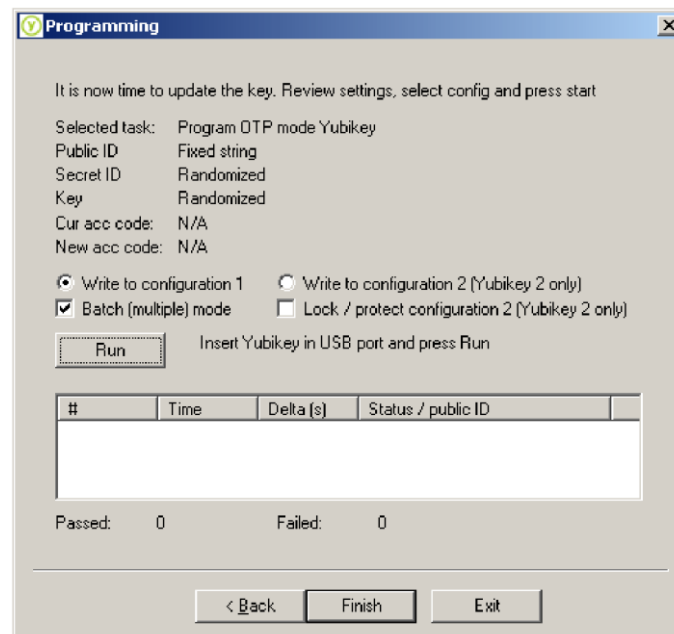 Programming
It is now time to update the key. Review settings, select config and press start
Selected task: Program OTP mode Yubikey
Public ID Fixed string
Secret ID Randomized
Key Randomized
Cur acc code: N/A
New acc code: N/A
Write to configuration 1 Write to configuration 2 (Yubikey 2 only)
Batch (multiple) mode Lock / protect configuration 2 (Yubikey 2 only)
Run Insert Yubikey in USB port and press Run
# Time Delta (s) Status / public ID
Passed: 0 Failed: 0
< Back Finish Exit